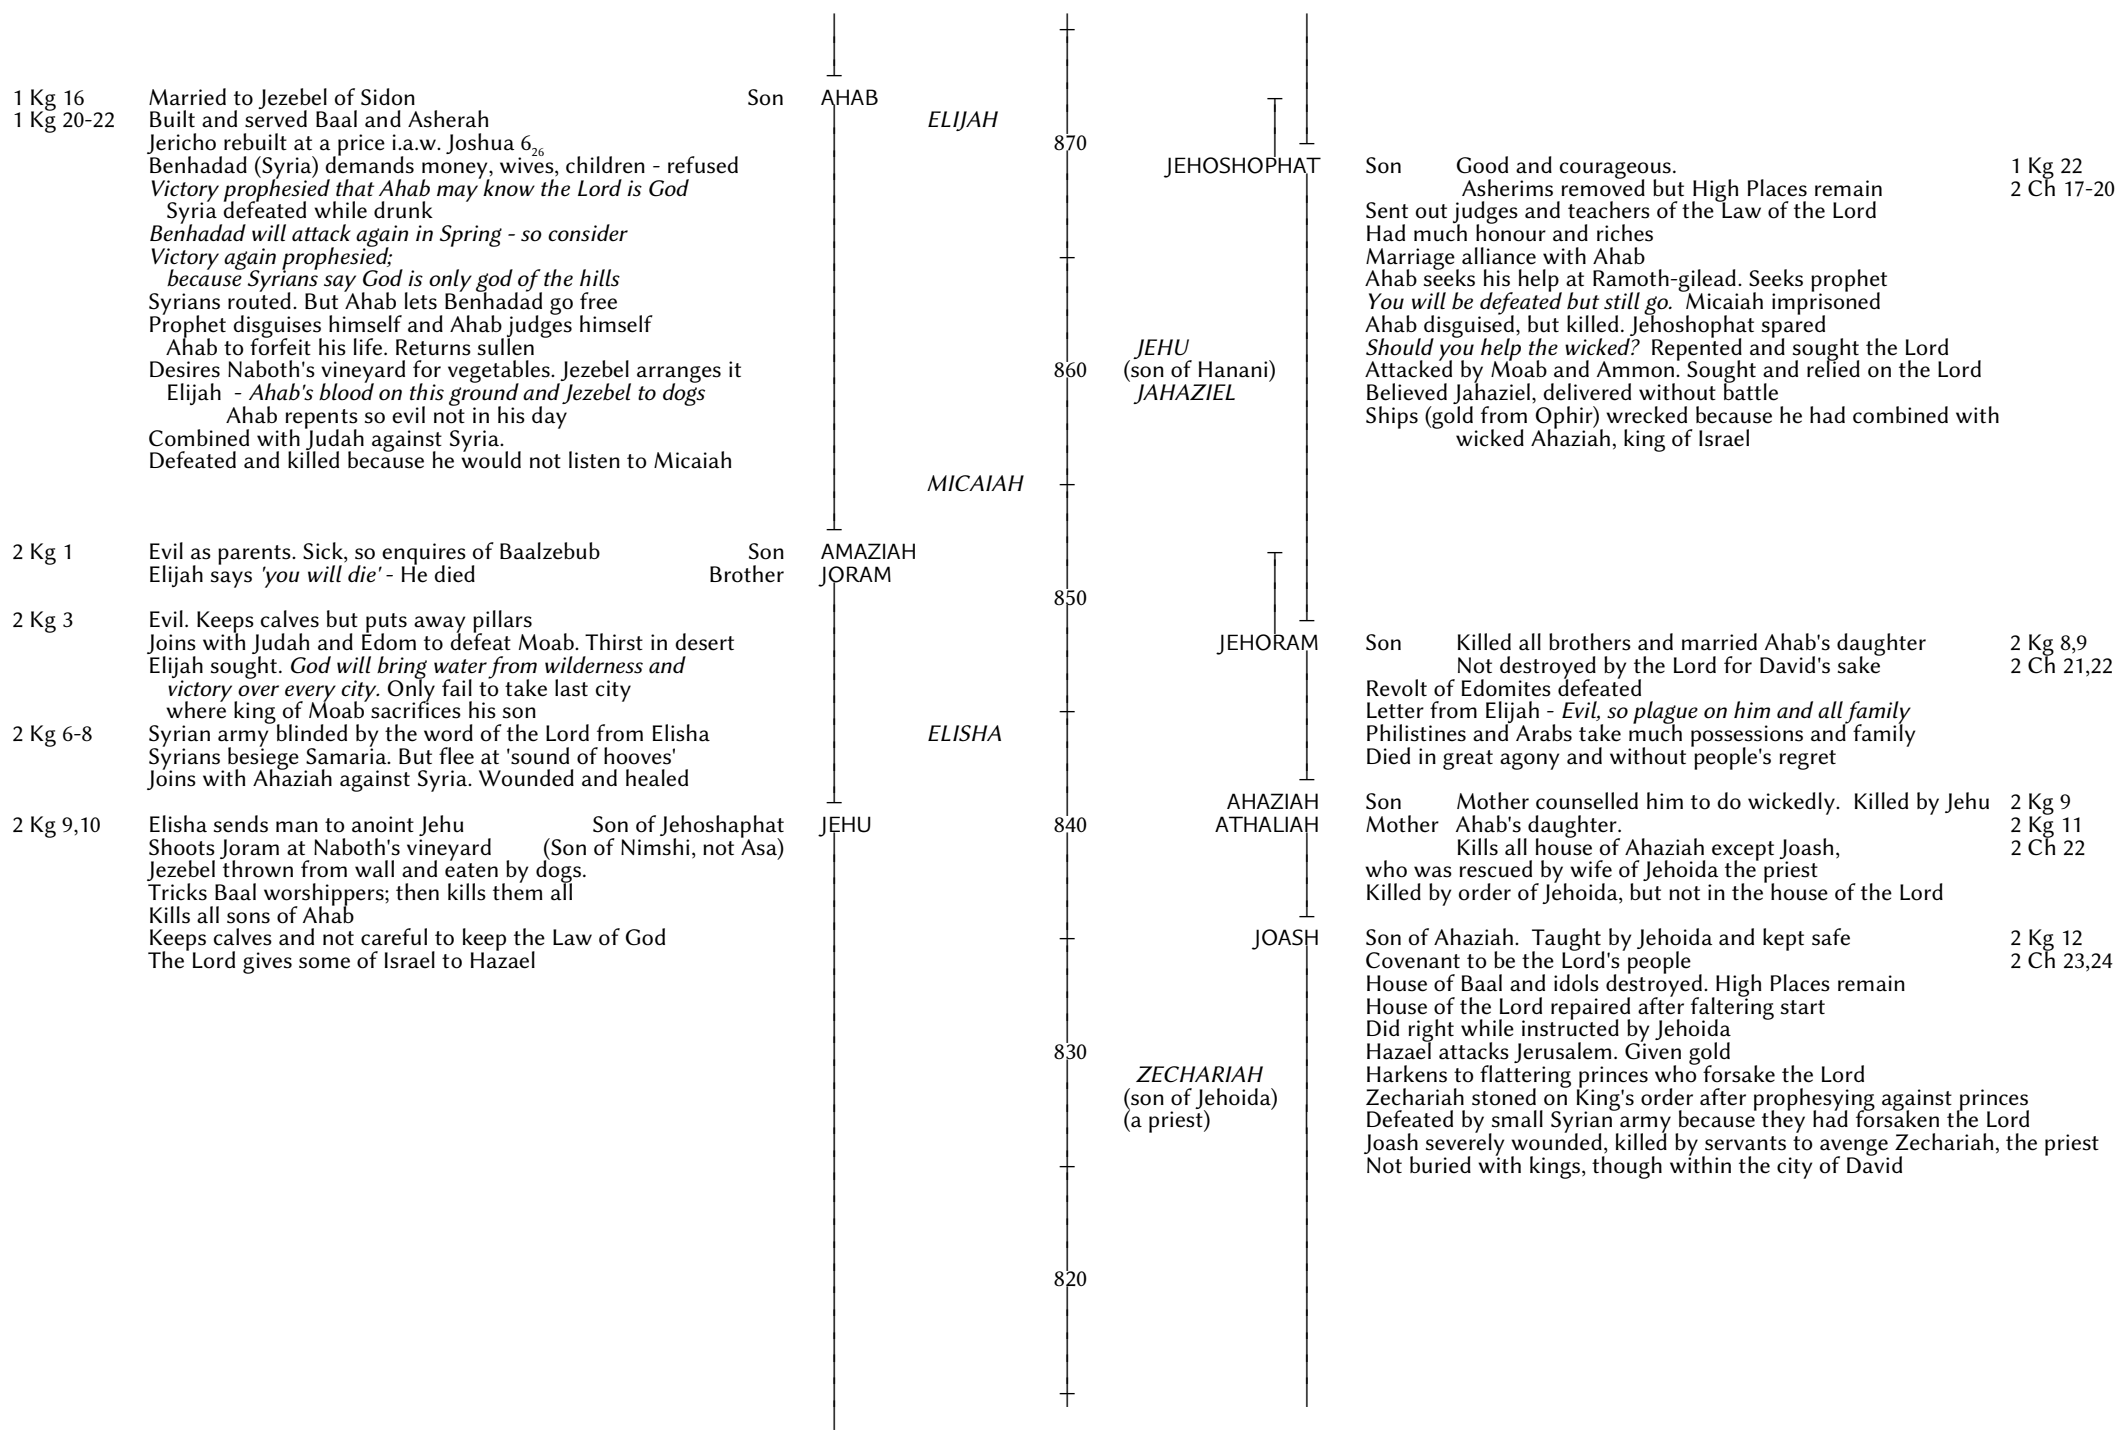 1 Kg 16 Married to Jezebel of Sidon Son AHAB
1 Kg 20-22 Built and served Baal and Asherah ELIJAH
Jericho rebuilt at a price i.a.w. Joshua 6 26 870
Benhadad (Syria) demands money, wives, children - refused JEHOSHOPHAT Son Good and courageous. 1 Kg 22
Victory prophesied that Ahab may know the Lord is God Asherims removed but High Places remain 2 Ch 17-20
Syria defeated while drunk Sent out judges and teachers of the Law of the Lord
Benhadad will attack again in Spring - so consider Had much honour and riches
Victory again prophesied; Marriage alliance with Ahab
because Syrians say God is only god of the hills Ahab seeks his help at Ramoth-gilead. Seeks prophet
Syrians routed. But Ahab lets Benhadad go free You will be defeated but still go. Micaiah imprisoned
Prophet disguises himself and Ahab judges himself Ahab disguised, but killed. Jehoshophat spared
Ahab to forfeit his life. Returns sullen JEHU Should you help the wicked? Repented and sought the Lord
Desires Naboth's vineyard for vegetables. Jezebel arranges it 860 (son of Hanani) Attacked by Moab and Ammon. Sought and relied on the Lord
Elijah - Ahab's blood on this ground and Jezebel to dogs JAHAZIEL Believed Jahaziel, delivered without battle
Ahab repents so evil not in his day Ships (gold from Ophir) wrecked because he had combined with
Combined with Judah against Syria. wicked Ahaziah, king of Israel
Defeated and killed because he would not listen to Micaiah
MICAIAH
2 Kg 1 Evil as parents. Sick, so enquires of Baalzebub Son AMAZIAH
Elijah says 'you will die' - He died Brother JORAM
850
2 Kg 3 Evil. Keeps calves but puts away pillars
Joins with Judah and Edom to defeat Moab. Thirst in desert JEHORAM Son Killed all brothers and married Ahab's daughter 2 Kg 8,9
Elijah sought. God will bring water from wilderness and Not destroyed by the Lord for David's sake 2 Ch 21,22
victory over every city. Only fail to take last city Revolt of Edomites defeated
where king of Moab sacrifices his son Letter from Elijah - Evil, so plague on him and all family
2 Kg 6-8 Syrian army blinded by the word of the Lord from Elisha ELISHA Philistines and Arabs take much possessions and family
Syrians besiege Samaria. But flee at 'sound of hooves' Died in great agony and without people's regret
Joins with Ahaziah against Syria. Wounded and healed
AHAZIAH Son Mother counselled him to do wickedly. Killed by Jehu 2 Kg 9
2 Kg 9,10 Elisha sends man to anoint Jehu Son of Jehoshaphat JEHU 840 ATHALIAH Mother Ahab's daughter. 2 Kg 11
Shoots Joram at Naboth's vineyard (Son of Nimshi, not Asa) Kills all house of Ahaziah except Joash, 2 Ch 22
Jezebel thrown from wall and eaten by dogs. who was rescued by wife of Jehoida the priest
Tricks Baal worshippers; then kills them all Killed by order of Jehoida, but not in the house of the Lord
Kills all sons of Ahab
Keeps calves and not careful to keep the Law of God JOASH Son of Ahaziah. Taught by Jehoida and kept safe 2 Kg 12
The Lord gives some of Israel to Hazael Covenant to be the Lord's people 2 Ch 23,24
House of Baal and idols destroyed. High Places remain
House of the Lord repaired after faltering start
Did right while instructed by Jehoida
830 Hazael attacks Jerusalem. Given gold
ZECHARIAH Harkens to flattering princes who forsake the Lord
(son of Jehoida) Zechariah stoned on King's order after prophesying against princes
(a priest) Defeated by small Syrian army because they had forsaken the Lord
Joash severely wounded, killed by servants to avenge Zechariah, the priest
Not buried with kings, though within the city of David
820